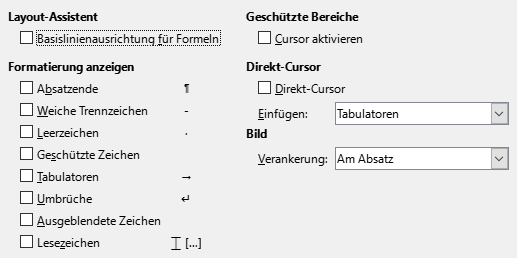 Layout-Assistent
Basislinienausrichtung für Formeln
Formatierung anzeigen
Absatzende ¶
Weiche Trennzeichen -
Leerzeichen ·
Geschützte Zeichen
Tabulatoren →
Umbrüche ↵
Ausgeblendete Zeichen
Lesezeichen [...]
Geschützte Bereiche
Cursor aktivieren
Direkt-Cursor
Direkt-Cursor
Einfügen: Tabulatoren
Bild
Verankerung: Am Absatz